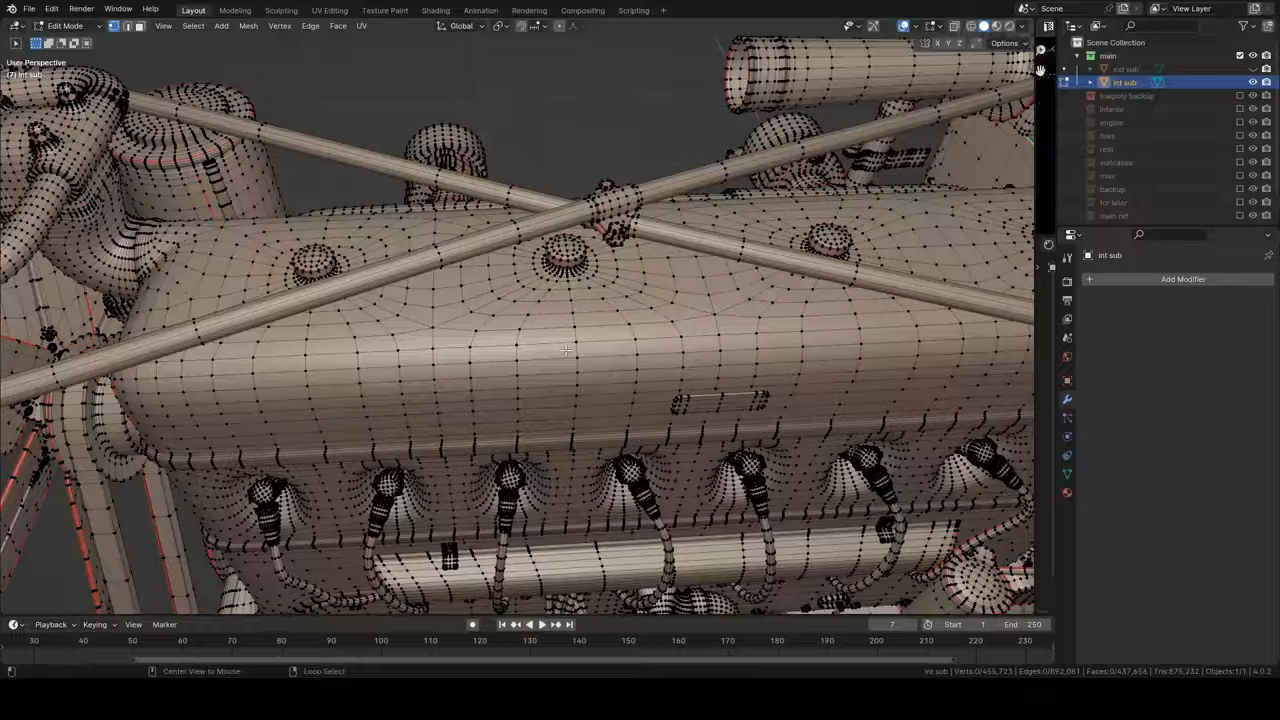 File Edit Render Window Help Layout Modeling Sculpting UV Editing Texture Paint Shading Animation Rendering Compositing Scripting + Scene View Layer
Edit Mode View Select Add Mesh Vertex Edge Face UV Global
X Y Z Options
Scene Collection
User Perspective
main
(7) int sub
ext sub
int sub
lowpoly backup
interior
engine
tires
rest
suitcases
misc
backup
for later
main ref
int sub
+ Add Modifier
Playback Keying View Marker 7 Start 1 End 250
30 40 50 60 70 80 90 100 110 120 130 140 150 160 170 180 190 200 210 220 230
Center View to Mouse Loop Select int sub | Verts:0/455,723 | Edges:0/892,081 | Faces:0/437,656 | Tris:875,232 | Objects:1/1 | 4.0.2